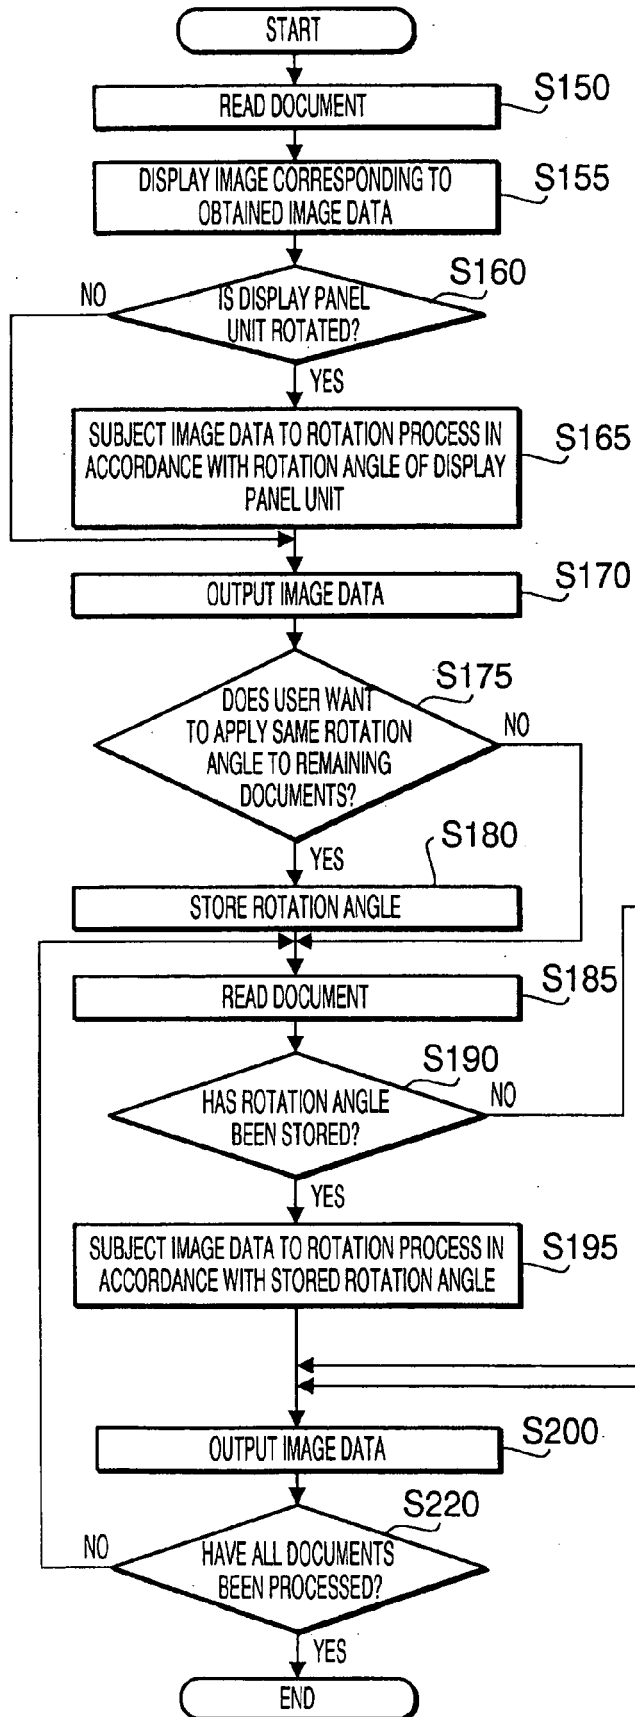 START
READ DOCUMENT
S150
DISPLAY IMAGE CORRESPONDING TO
OBTAINED IMAGE DATA
S155
IS DISPLAY PANEL
UNIT ROTATED?
S160
NO
YES
SUBJECT IMAGE DATA TO ROTATION PROCESS IN
ACCORDANCE WITH ROTATION ANGLE OF DISPLAY
PANEL UNIT
S165
OUTPUT IMAGE DATA
S170
DOES USER WANT
TO APPLY SAME ROTATION
ANGLE TO REMAINING
DOCUMENTS?
S175
NO
YES
STORE ROTATION ANGLE
S180
READ DOCUMENT
S185
HAS ROTATION ANGLE
BEEN STORED?
S190
NO
YES
SUBJECT IMAGE DATA TO ROTATION PROCESS IN
ACCORDANCE WITH STORED ROTATION ANGLE
S195
OUTPUT IMAGE DATA
S200
HAVE ALL DOCUMENTS
BEEN PROCESSED?
S220
NO
YES
END